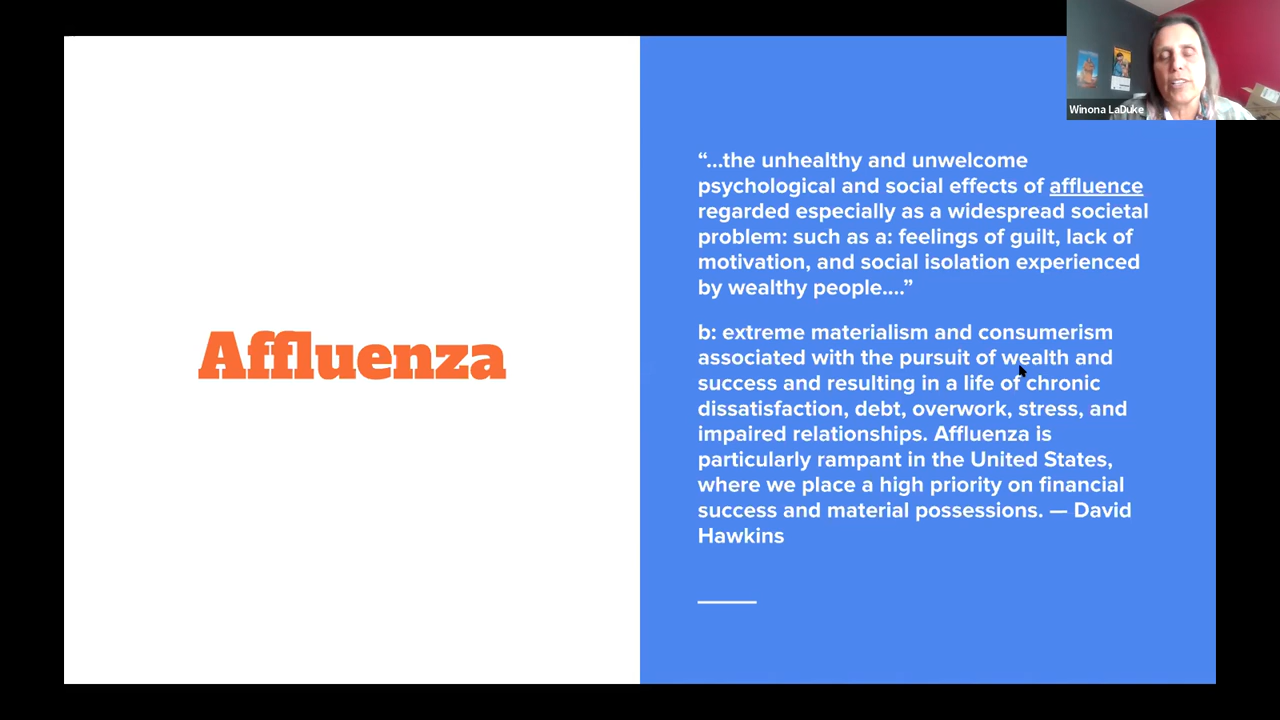 Winona LaDuke
Affluenza
“...the unhealthy and unwelcome
psychological and social effects of affluence
regarded especially as a widespread societal
problem: such as a: feelings of guilt, lack of
motivation, and social isolation experienced
by wealthy people....”
b: extreme materialism and consumerism
associated with the pursuit of wealth and
success and resulting in a life of chronic
dissatisfaction, debt, overwork, stress, and
impaired relationships. Affluenza is
particularly rampant in the United States,
where we place a high priority on financial
success and material possessions. — David
Hawkins